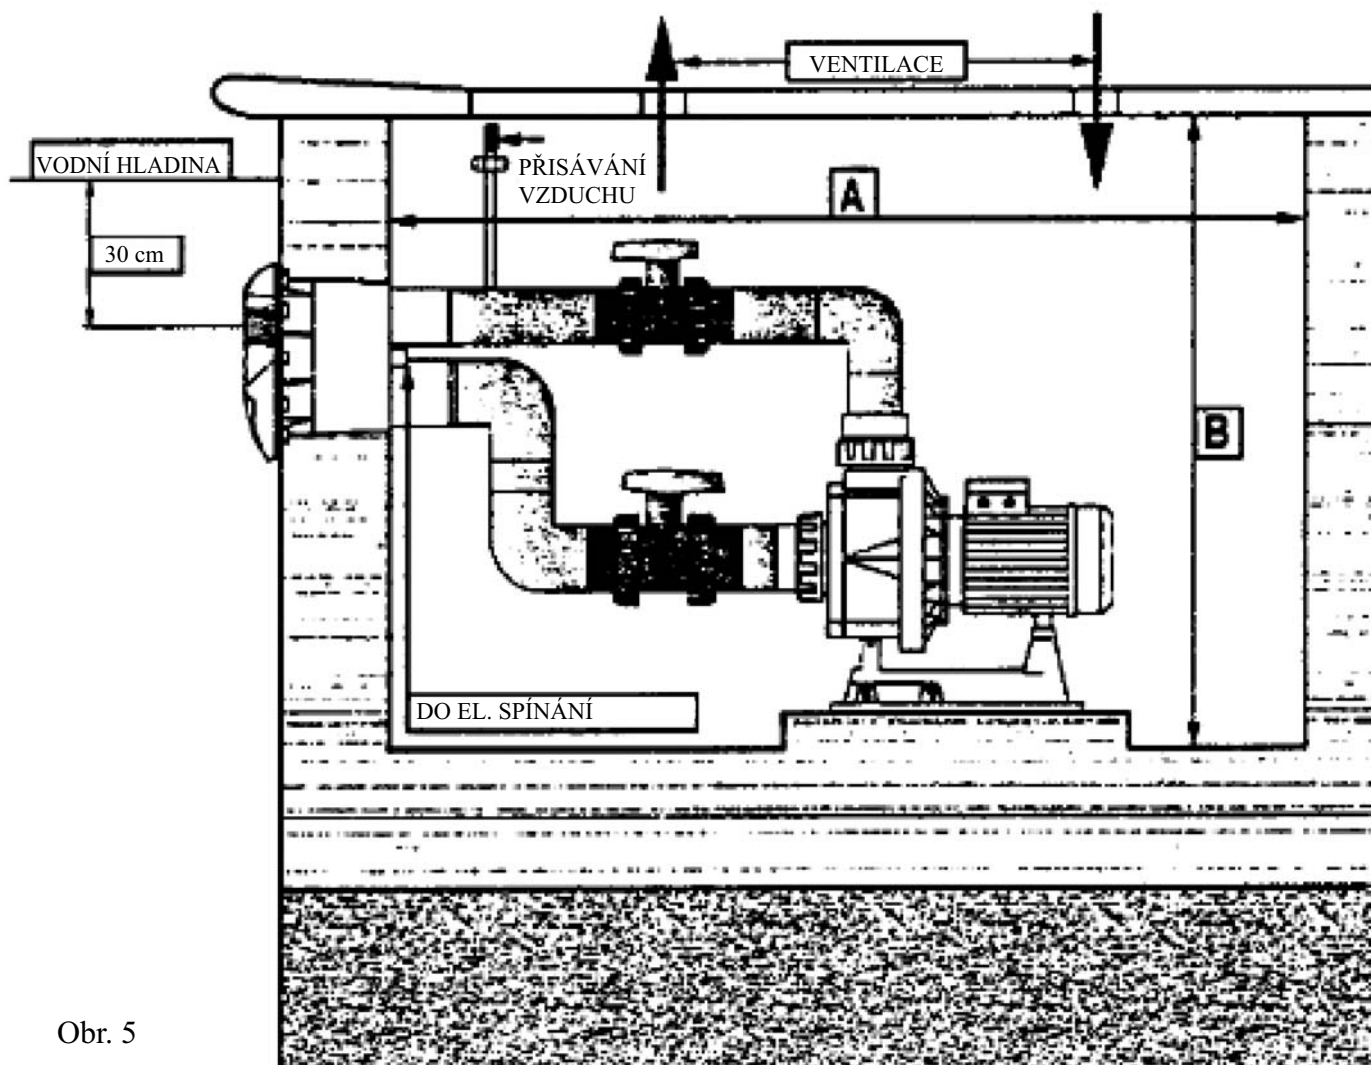 VENTILACE
VODNÍ HLADINA
PŘISÁVÁNÍ
VZDUCHU
A
30 cm
B
DO EL. SPÍNÁNÍ
Obr. 5